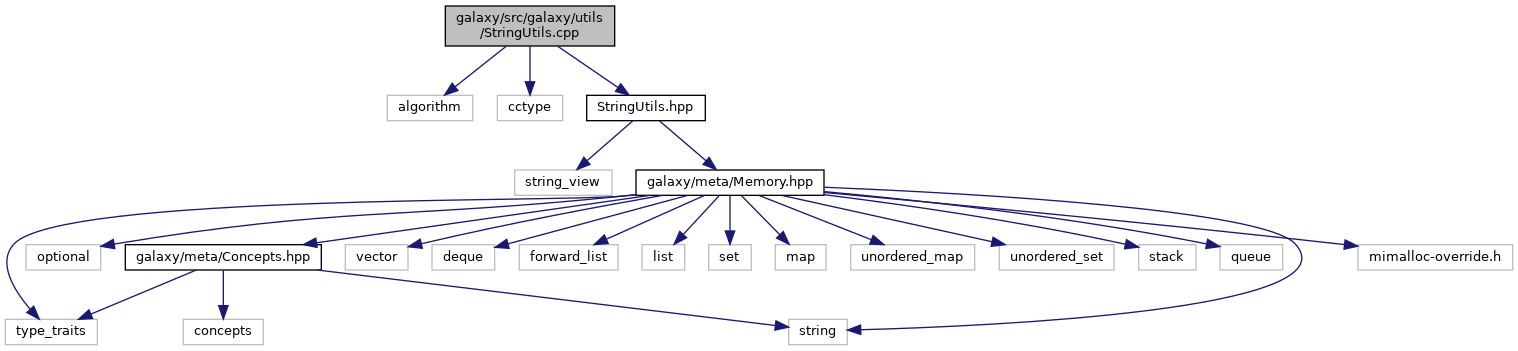 galaxy/src/galaxy/utils
/StringUtils.cpp
algorithm
cctype
StringUtils.hpp
string_view
galaxy/meta/Memory.hpp
optional
galaxy/meta/Concepts.hpp
vector
deque
forward_list
list
set
map
unordered_map
unordered_set
stack
queue
mimalloc-override.h
type_traits
concepts
string